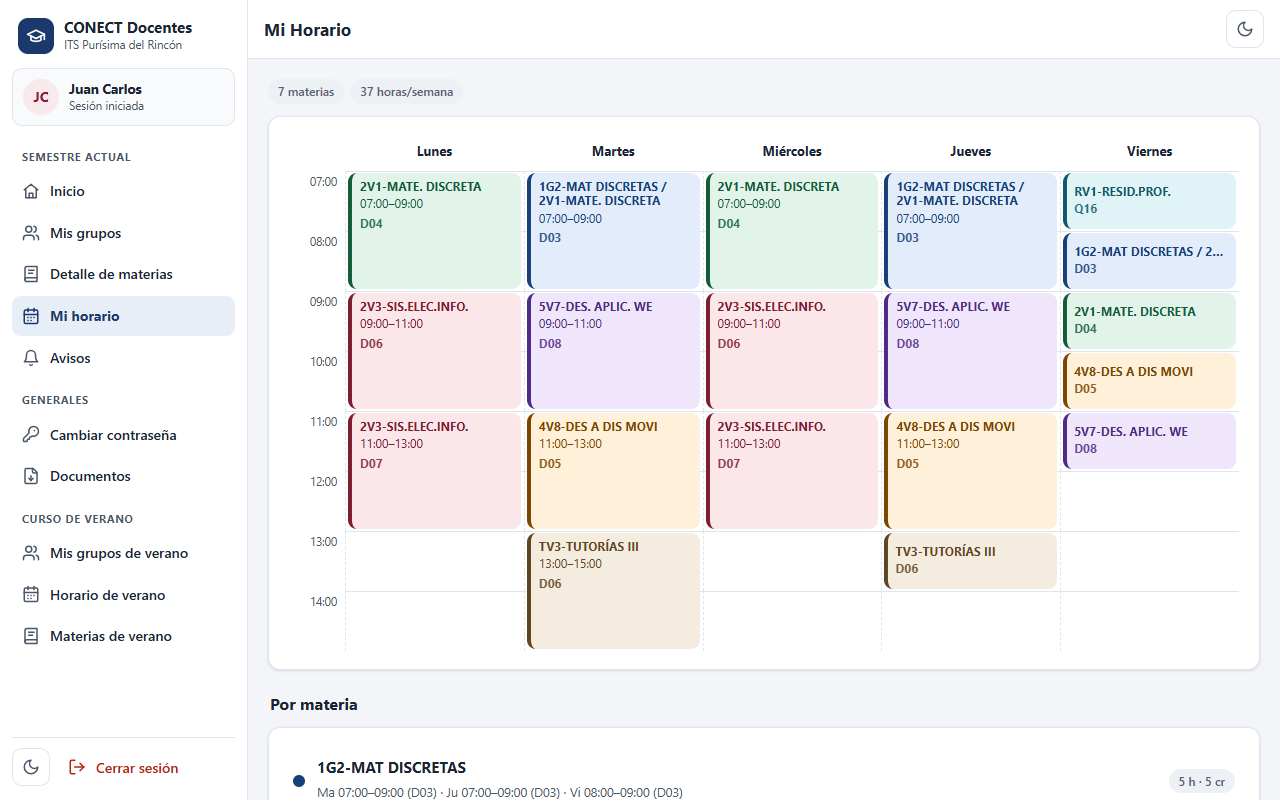 CONECT Docentes
ITS Purísima del Rincón
JC
Juan Carlos
Sesión iniciada
SEMESTRE ACTUAL
Inicio
Mis grupos
Detalle de materias
Mi horario
Avisos
GENERALES
Cambiar contraseña
Documentos
CURSO DE VERANO
Mis grupos de verano
Horario de verano
Materias de verano
Cerrar sesión
Mi Horario
7 materias
37 horas/semana
Lunes
Martes
Miércoles
Jueves
Viernes
07:00
08:00
09:00
10:00
11:00
12:00
13:00
14:00
2V1-MATE. DISCRETA
07:00–09:00
D04
2V3-SIS.ELEC.INFO.
09:00–11:00
D06
2V3-SIS.ELEC.INFO.
11:00–13:00
D07
1G2-MAT DISCRETAS /
2V1-MATE. DISCRETA
07:00–09:00
D03
5V7-DES. APLIC. WE
09:00–11:00
D08
4V8-DES A DIS MOVI
11:00–13:00
D05
TV3-TUTORÍAS III
13:00–15:00
D06
2V1-MATE. DISCRETA
07:00–09:00
D04
2V3-SIS.ELEC.INFO.
09:00–11:00
D06
2V3-SIS.ELEC.INFO.
11:00–13:00
D07
1G2-MAT DISCRETAS /
2V1-MATE. DISCRETA
07:00–09:00
D03
5V7-DES. APLIC. WE
09:00–11:00
D08
4V8-DES A DIS MOVI
11:00–13:00
D05
TV3-TUTORÍAS III
D06
RV1-RESID.PROF.
Q16
1G2-MAT DISCRETAS / 2...
D03
2V1-MATE. DISCRETA
D04
4V8-DES A DIS MOVI
D05
5V7-DES. APLIC. WE
D08
Por materia
1G2-MAT DISCRETAS
Ma 07:00–09:00 (D03) · Ju 07:00–09:00 (D03) · Vi 08:00–09:00 (D03)
5 h · 5 cr